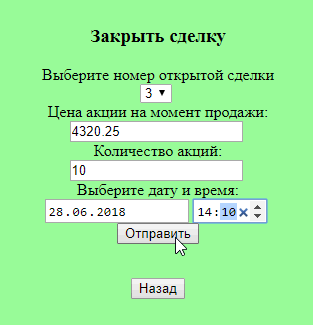 Закрыть сделку
Выберите номер открытой сделки
3
Цена акции на момент продажи:
4320.25
Количество акций:
10
Выберите дату и время:
28.06.2018 14:10
Отправить
Назад